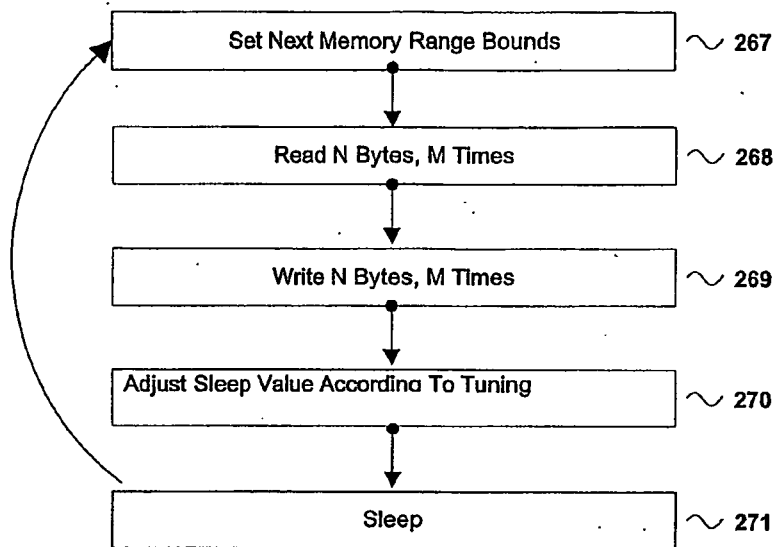 Set Next Memory Range Bounds 267
Read N Bytes, M Times 268
Write N Bytes, M Times 269
Adjust Sleep Value According To Tuning 270
Sleep 271